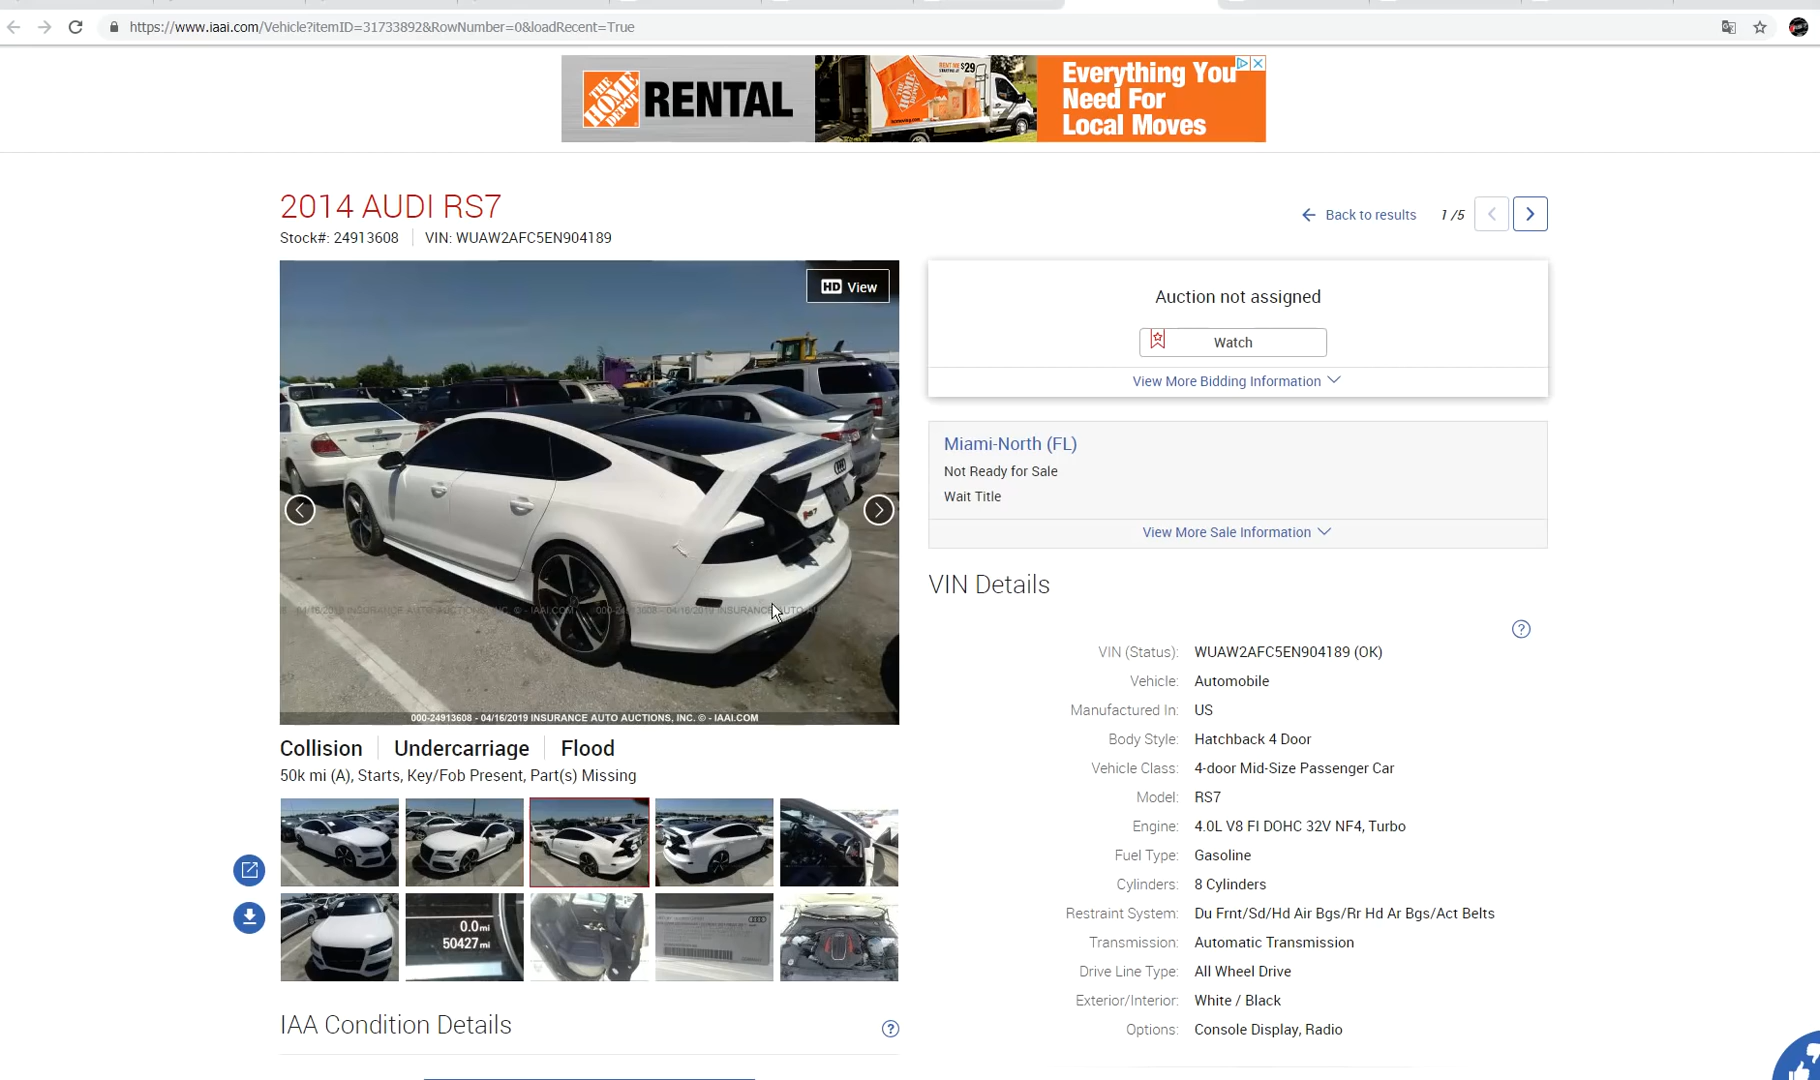 https://www.iaai.com/Vehicle?itemID=31733892&RowNumber=0&loadRecent=True
THE HOME DEPOT
RENTAL
RENT ME
STARTING AT $29
Everything You
Need For
Local Moves
2014 AUDI RS7
Stock#: 24913608
VIN: WUAW2AFC5EN904189
Back to results
1 /5
HD View
RS7
000-24913608 - 04/16/2019 INSURANCE AUTO AUCTIONS, INC. © - IAAI.COM
Collision
Undercarriage
Flood
50k mi (A), Starts, Key/Fob Present, Part(s) Missing
0.0mi
50427mi
IAA Condition Details
Auction not assigned
Watch
View More Bidding Information
Miami-North (FL)
Not Ready for Sale
Wait Title
View More Sale Information
VIN Details
VIN (Status): WUAW2AFC5EN904189 (OK)
Vehicle: Automobile
Manufactured In: US
Body Style: Hatchback 4 Door
Vehicle Class: 4-door Mid-Size Passenger Car
Model: RS7
Engine: 4.0L V8 FI DOHC 32V NF4, Turbo
Fuel Type: Gasoline
Cylinders: 8 Cylinders
Restraint System: Du Frnt/Sd/Hd Air Bgs/Rr Hd Ar Bgs/Act Belts
Transmission: Automatic Transmission
Drive Line Type: All Wheel Drive
Exterior/Interior: White / Black
Options: Console Display, Radio